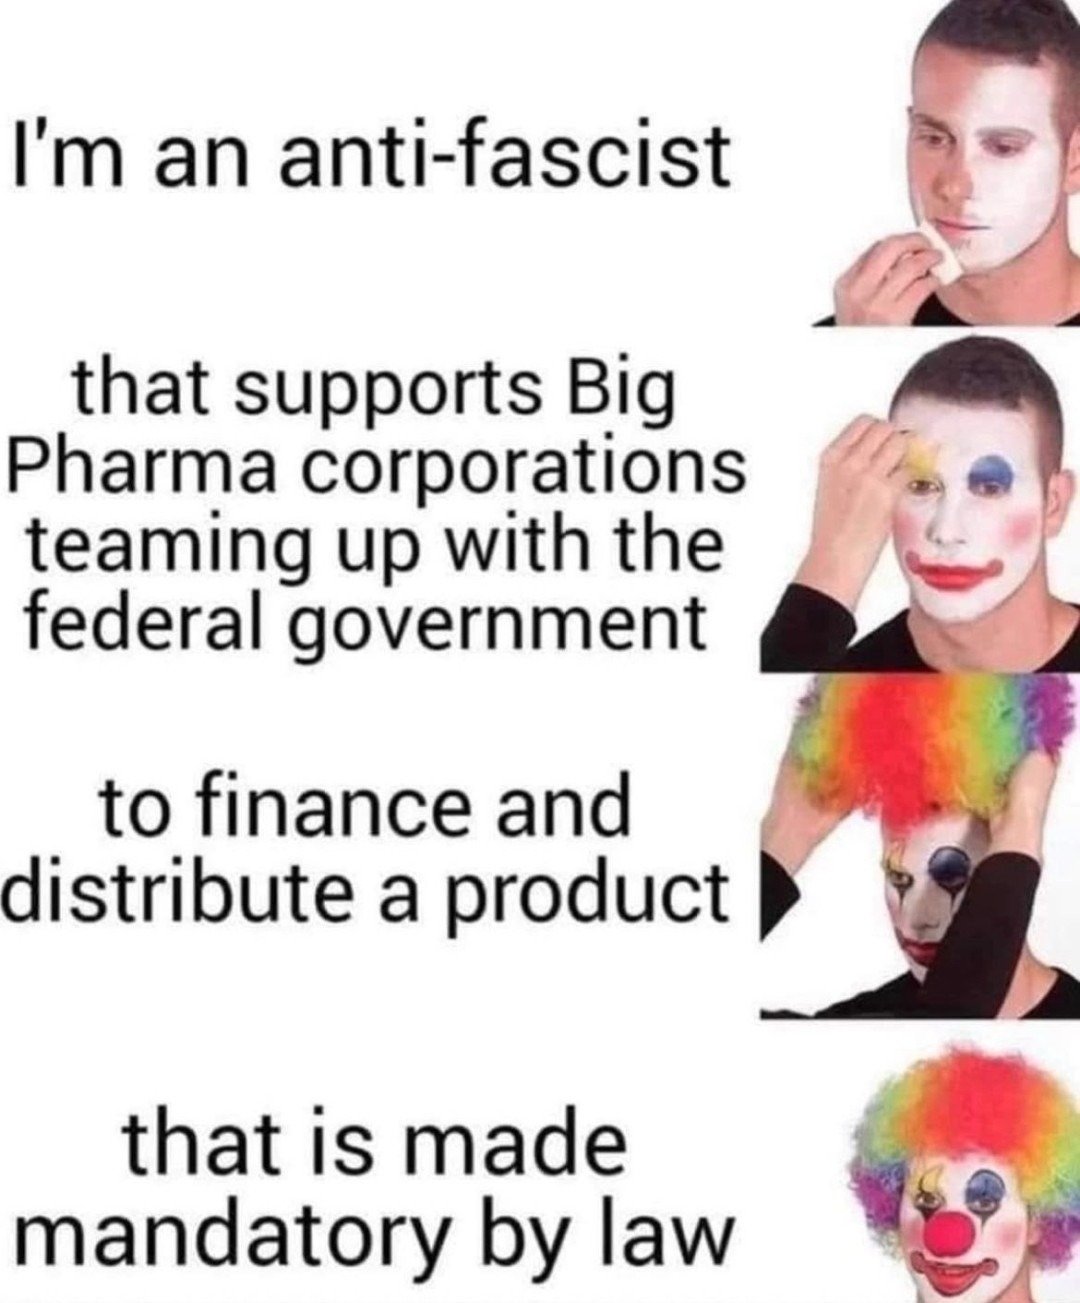 I'm an anti-fascist
that supports Big
Pharma corporations
teaming up with the
federal government
to finance and
distribute a product
that is made
mandatory by law